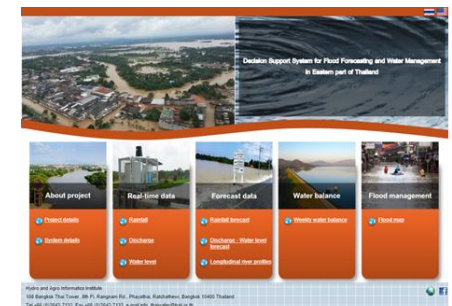 Decision Support System for Flood Forecasting and Water Management
in Eastern part of Thailand
About project
Real-time data
Forecast data
Water balance
Flood management
Project details
System details
Rainfall
Discharge
Water level
Rainfall forecast
Discharge - Water level
forecast
Longitudinal river profiles
Weekly water balance
Flood map
Hydro and Agro Informatics Institute
108 Bangkok Thai Tower, 8th Fl, Rangnam Rd., Phayathai, Ratchathewi, Bangkok 10400 Thailand